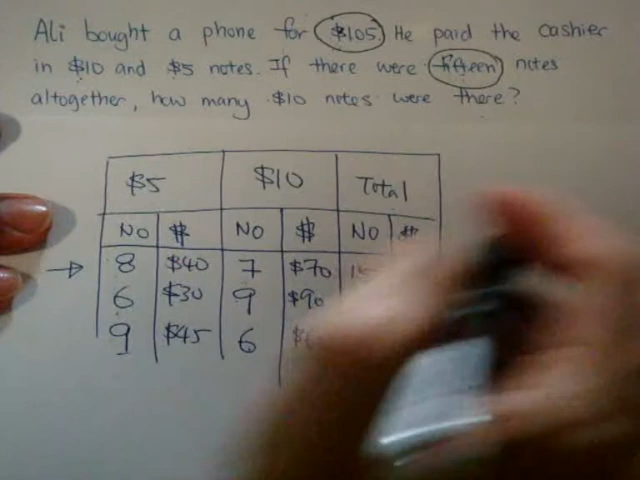 Ali bought a phone for $105. He paid the cashier
in $10 and $5 notes. If there were fifteen notes
altogether, how many $10 notes were there?
$5 $10 Total
NO $ NO $ NO $
8 $40 7 $70
6 $30 9 $90
9 $45 6